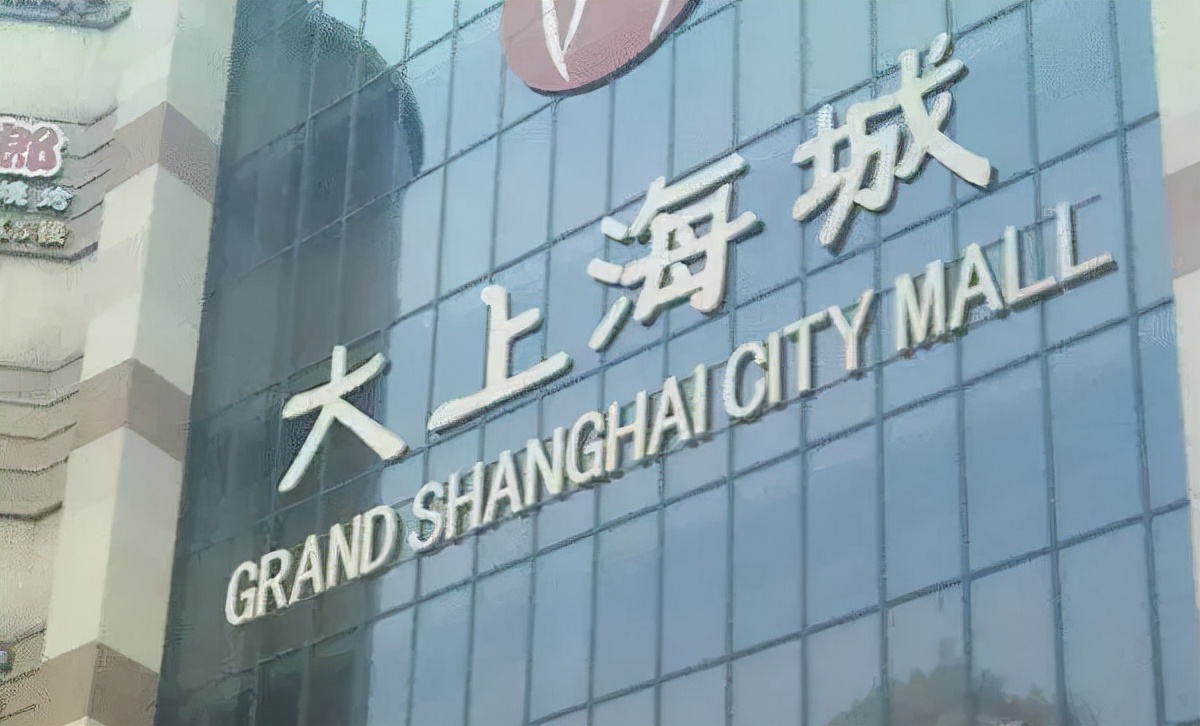 大上海城
GRAND SHANGHAI CITY MALL